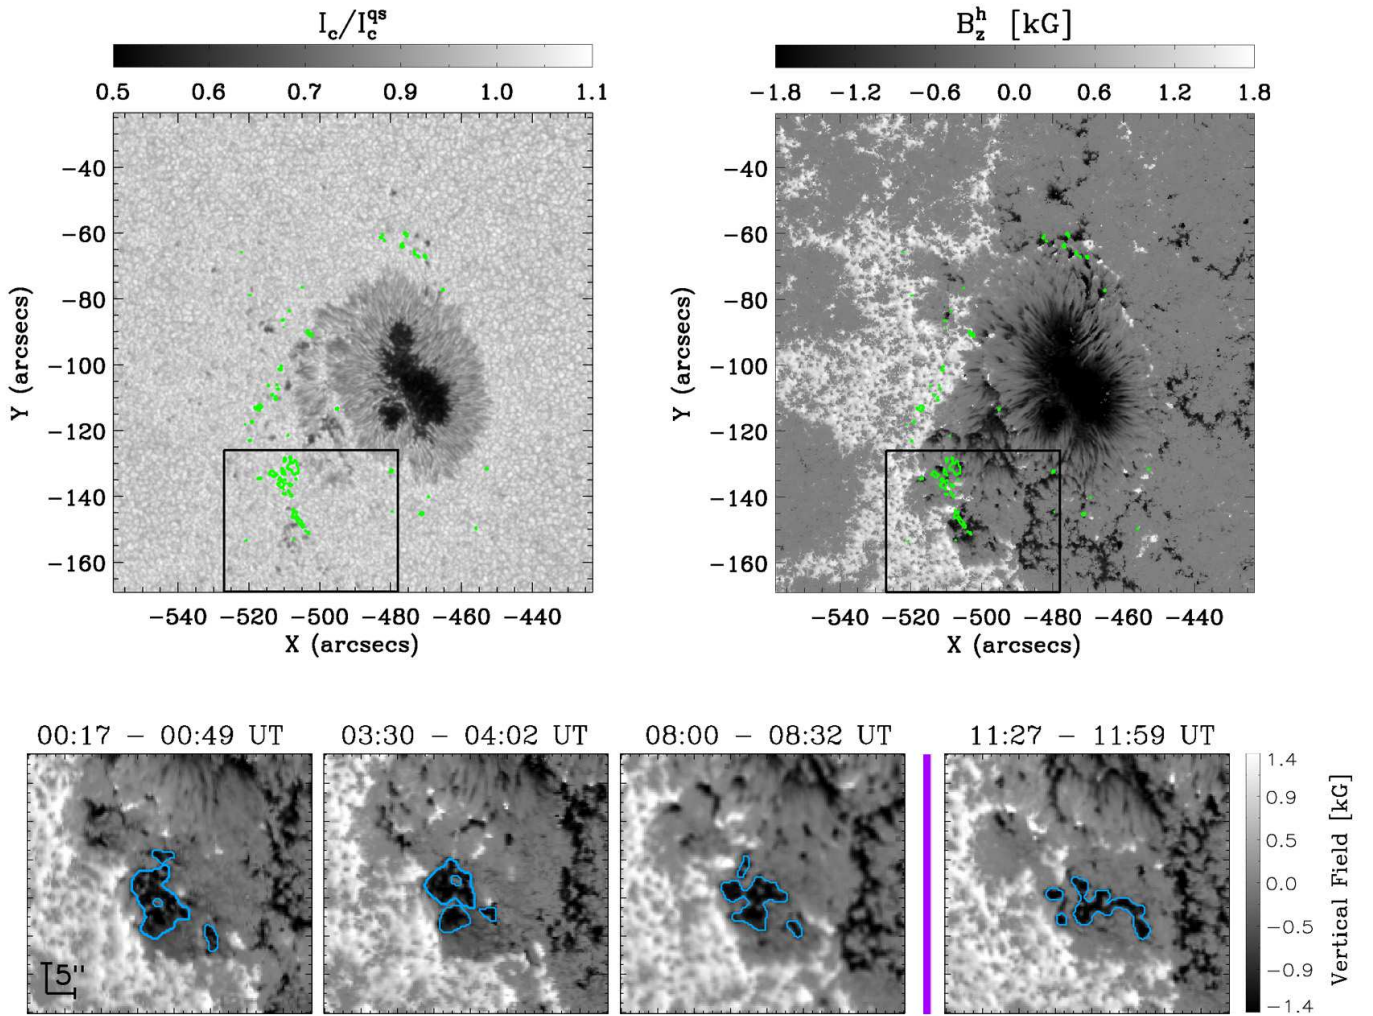 I_c/I_c^qs
0.5 0.6 0.7 0.9 1.0 1.1
−40
−60
−80
−100
−120
−140
−160
Y (arcsecs)
−540 −520 −500 −480 −460 −440
X (arcsecs)
B_z^h [kG]
−1.8 −1.2 −0.6 0.0 0.6 1.2 1.8
−40
−60
−80
−100
−120
−140
−160
Y (arcsecs)
−540 −520 −500 −480 −460 −440
X (arcsecs)
00:17 − 00:49 UT
03:30 − 04:02 UT
08:00 − 08:32 UT
11:27 − 11:59 UT
5''
1.4
0.9
0.5
0.0
−0.5
−0.9
−1.4
Vertical Field [kG]